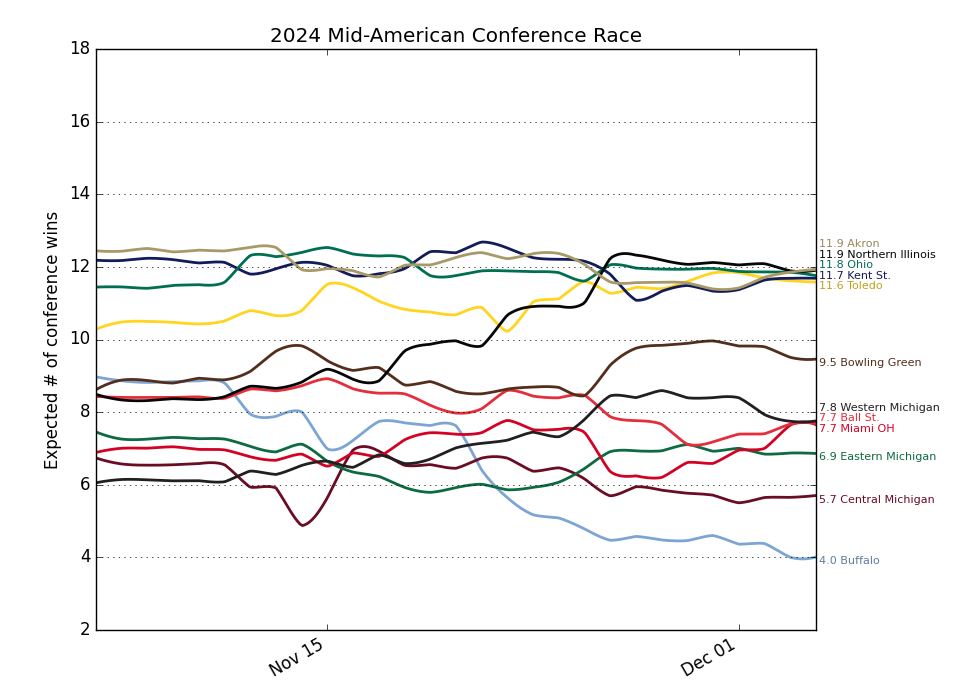 2024 Mid-American Conference Race
Expected # of conference wins
18
16
14
12
10
8
6
4
2
Nov 15
Dec 01
11.9 Akron
11.9 Northern Illinois
11.8 Ohio
11.7 Kent St.
11.6 Toledo
9.5 Bowling Green
7.8 Western Michigan
7.7 Ball St.
7.7 Miami OH
6.9 Eastern Michigan
5.7 Central Michigan
4.0 Buffalo